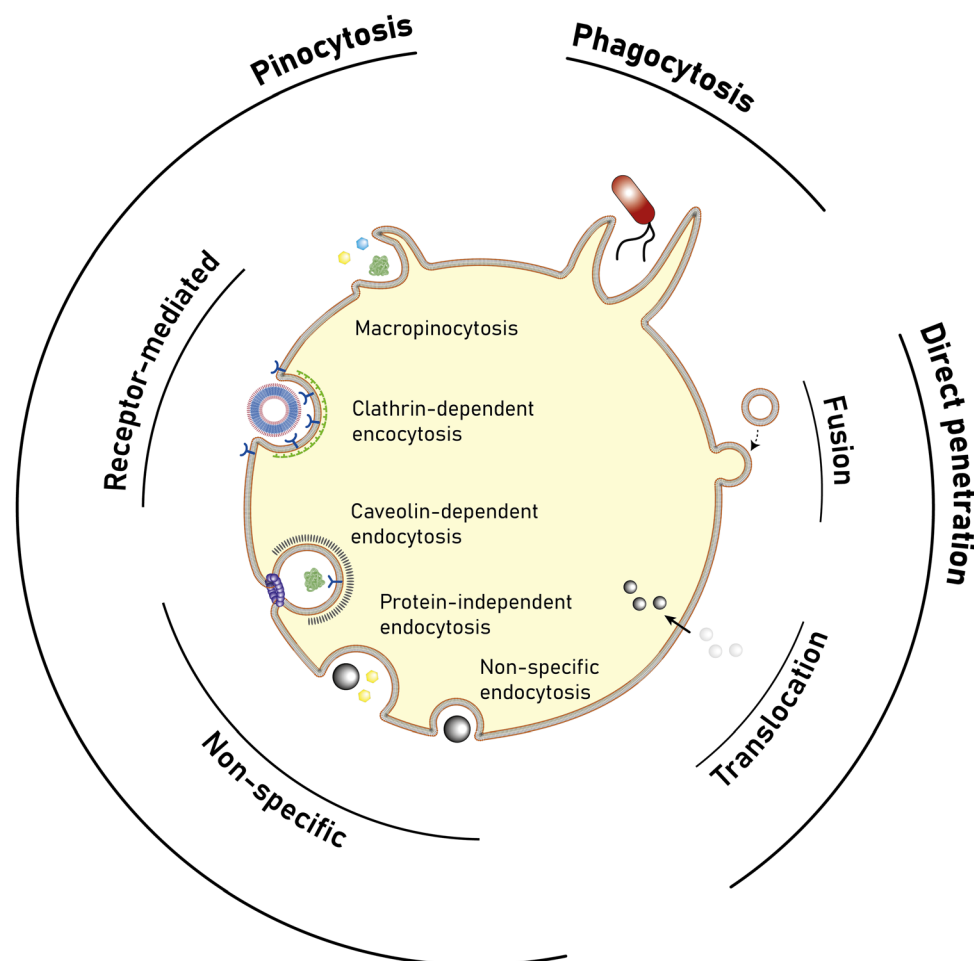 Pinocytosis
Phagocytosis
Receptor-mediated
Macropinocytosis
Clathrin-dependent
encocytosis
Caveolin-dependent
endocytosis
Protein-independent
endocytosis
Non-specific
endocytosis
Non-specific
Direct penetration
Fusion
Translocation